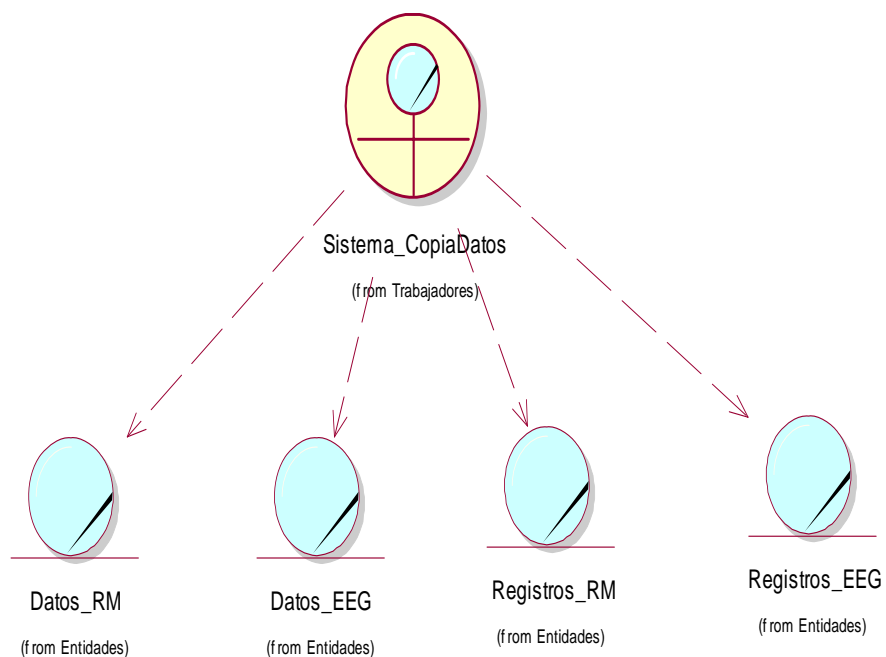 Sistema_CopiaDatos
(from Trabajadores)
Datos_RM
(from Entidades)
Datos_EEG
(from Entidades)
Registros_RM
(from Entidades)
Registros_EEG
(from Entidades)